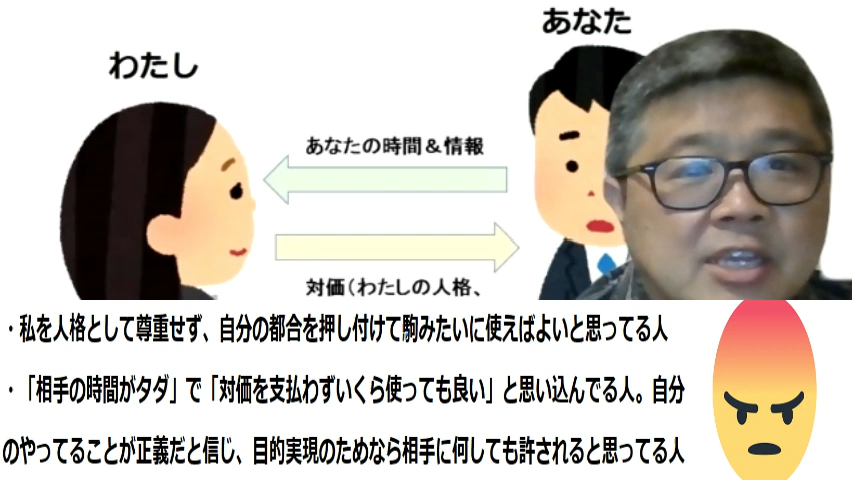 あなた
わたし
あなたの時間＆情報
対価（わたしの人格、
・私を人格として尊重せず、自分の都合を押し付けて駒みたいに使えばよいと思ってる人
・「相手の時間がタダ」で「対価を支払わずいくら使っても良い」と思い込んでる人。自分
のやってることが正義だと信じ、目的実現のためなら相手に何しても許されると思ってる人